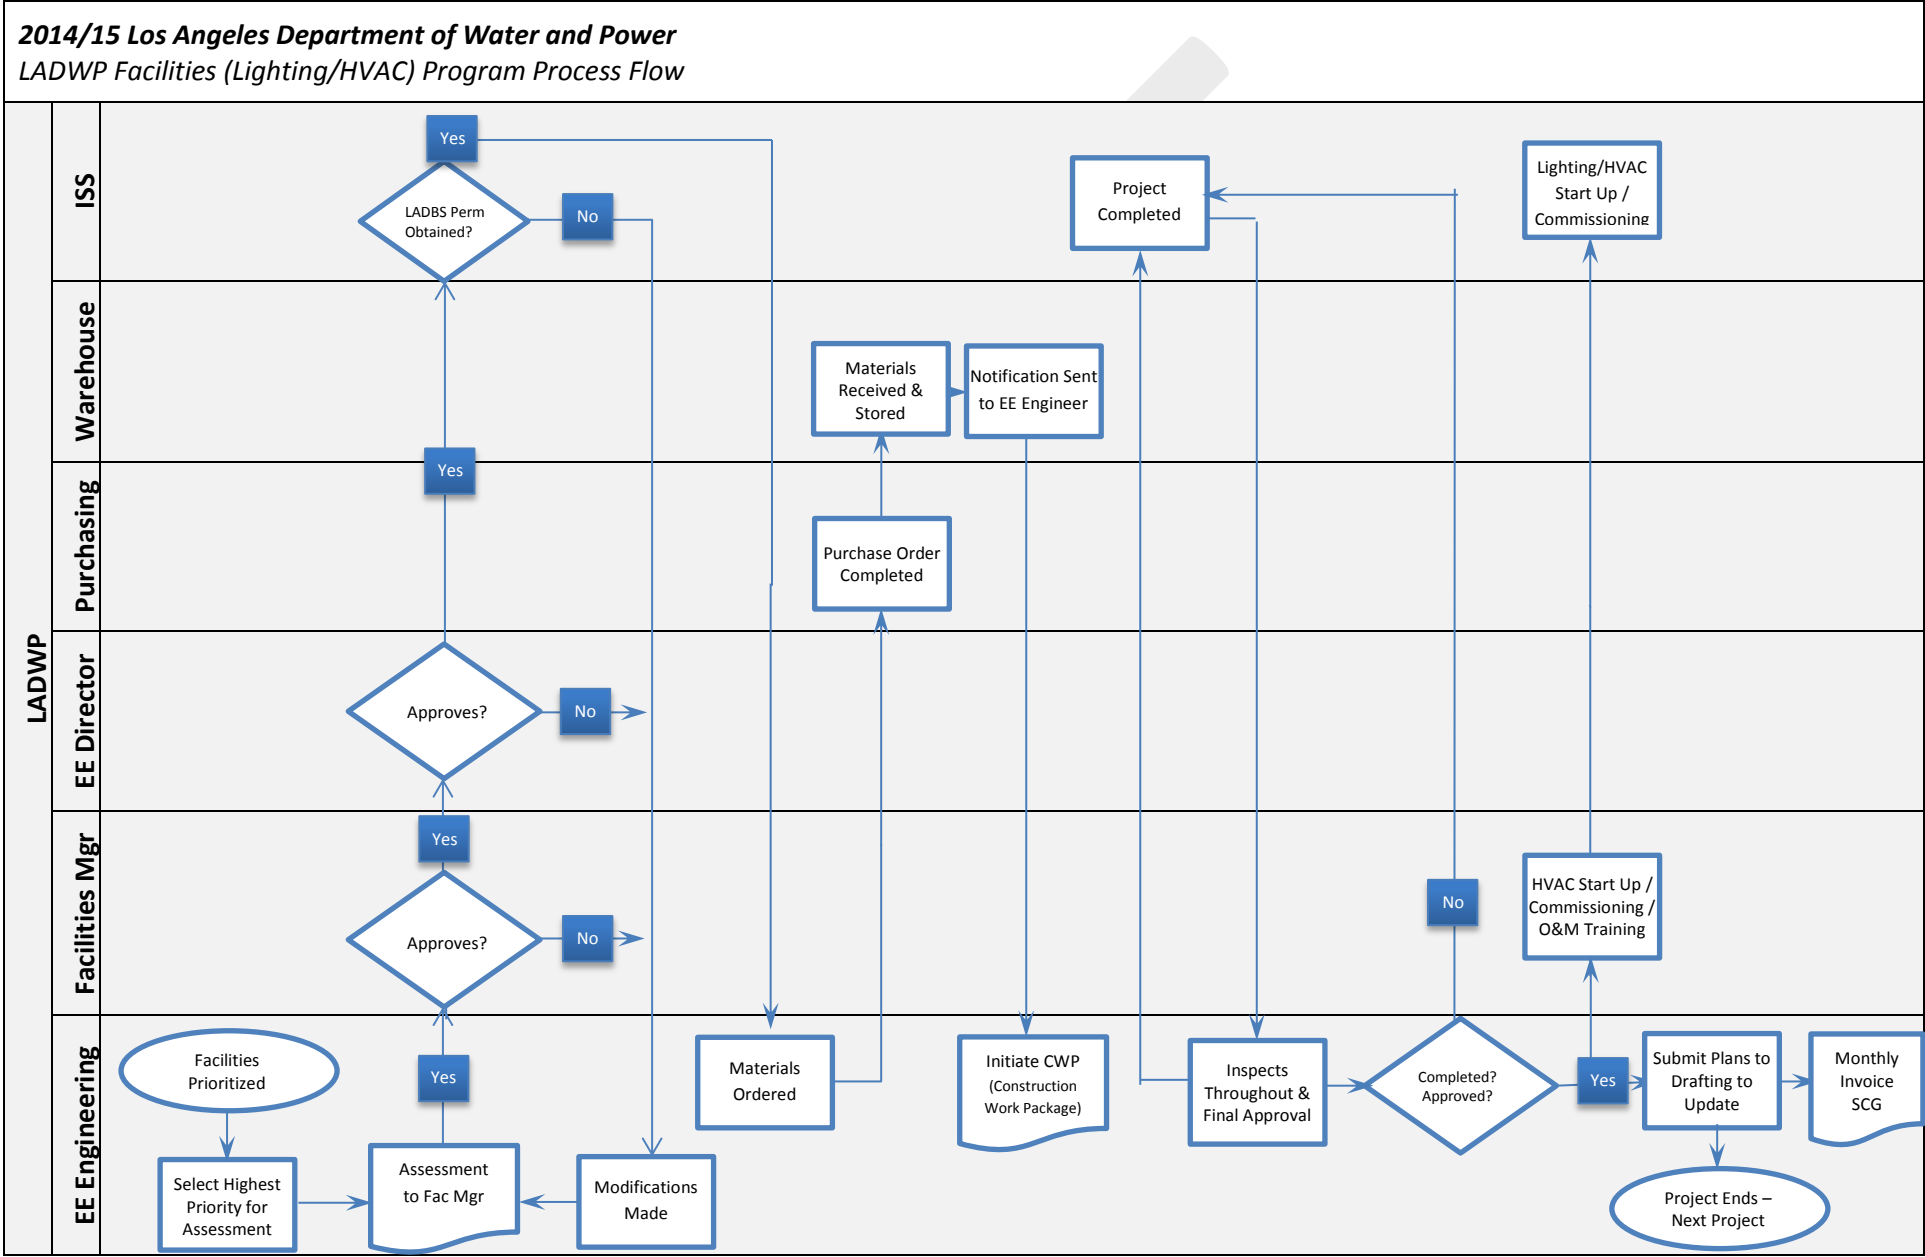 2014/15 Los Angeles Department of Water and Power
LADWP Facilities (Lighting/HVAC) Program Process Flow
LADWP
ISS
Yes
LADBS Perm
Obtained?
No
Project
Completed
Lighting/HVAC
Start Up /
Commissioning
Warehouse
Materials
Received &
Stored
Notification Sent
to EE Engineer
Purchasing
Yes
Purchase Order
Completed
EE Director
Approves?
No
Facilities Mgr
Yes
Approves?
No
No
HVAC Start Up /
Commissioning /
O&M Training
EE Engineering
Facilities
Prioritized
Select Highest
Priority for
Assessment
Yes
Assessment
to Fac Mgr
Modifications
Made
Materials
Ordered
Initiate CWP
(Construction
Work Package)
Inspects
Throughout &
Final Approval
Completed?
Approved?
Yes
Submit Plans to
Drafting to
Update
Monthly
Invoice
SCG
Project Ends –
Next Project